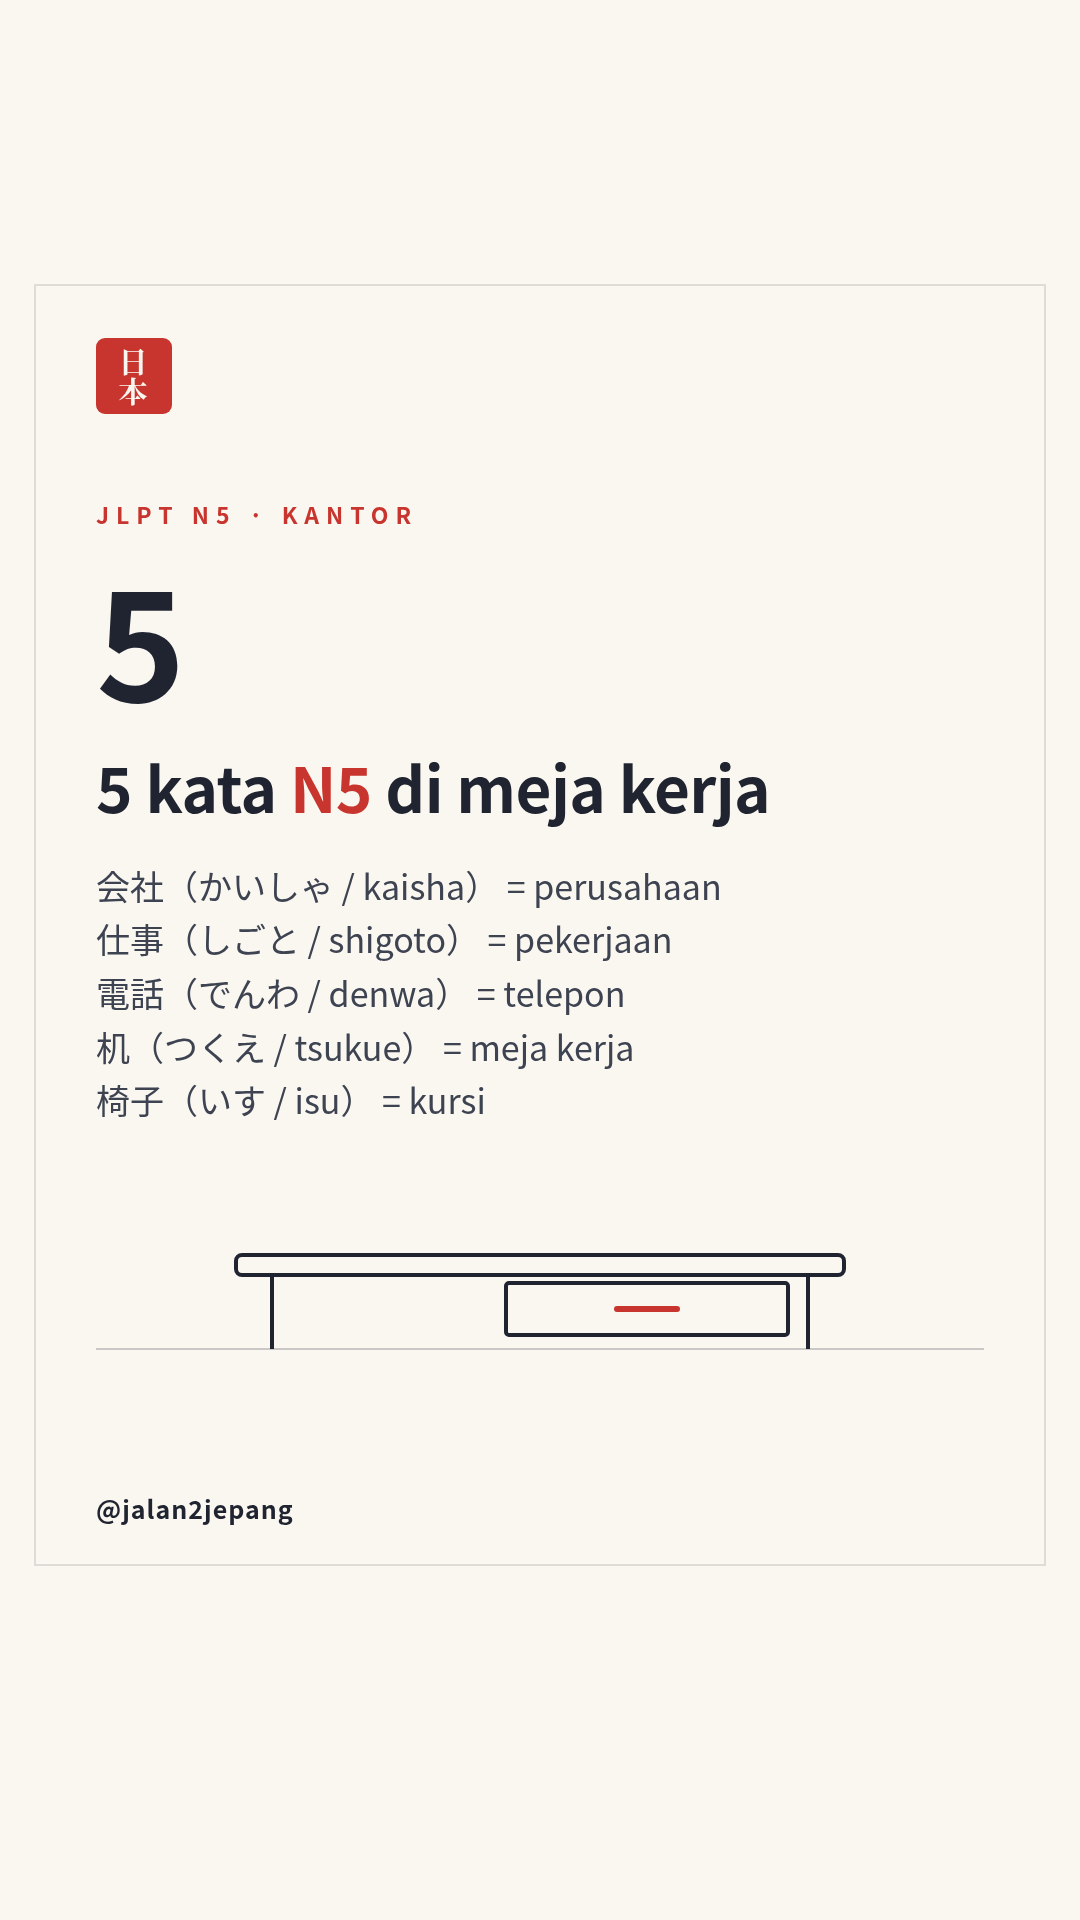 日
本
JLPT N5 · KANTOR
5
5 kata N5 di meja kerja
会社（かいしゃ / kaisha） = perusahaan
仕事（しごと / shigoto） = pekerjaan
電話（でんわ / denwa） = telepon
机（つくえ / tsukue） = meja kerja
椅子（いす / isu） = kursi
@jalan2jepang